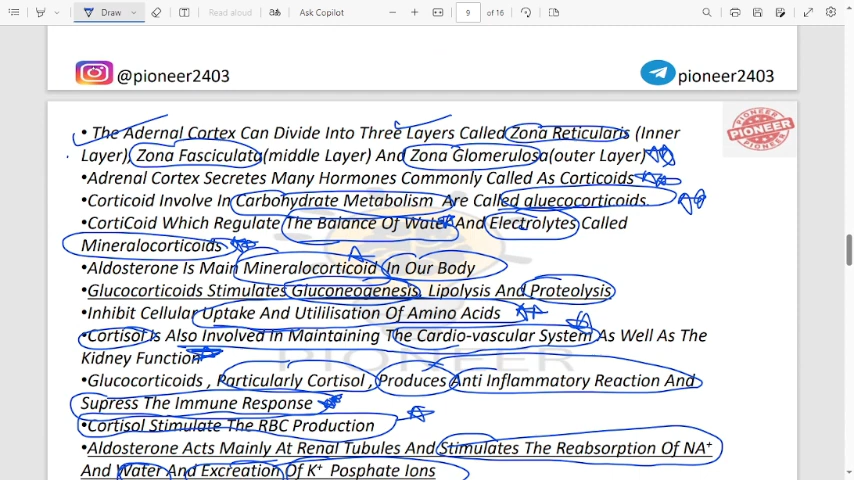 Draw
Read aloud
Ask Copilot
9
of 16
@pioneer2403
pioneer2403
PIONEER
• The Adernal Cortex Can Divide Into Three Layers Called Zona Reticularis (Inner
Layer), Zona Fasciculata(middle Layer) And Zona Glomerulosa(outer Layer)
•Adrenal Cortex Secretes Many Hormones Commonly Called As Corticoids
•Corticoid Involve In Carbohydrate Metabolism Are Called gluecocorticoids.
•CortiCoid Which Regulate The Balance Of Water And Electrolytes Called
Mineralocorticoids
•Aldosterone Is Main Mineralocorticoid In Our Body
•Glucocorticoids Stimulates Gluconeogenesis, Lipolysis And Proteolysis
•Inhibit Cellular Uptake And Utililisation Of Amino Acids
•Cortisol Is Also Involved In Maintaining The Cardio-vascular System As Well As The
Kidney Function
•Glucocorticoids , Particularly Cortisol , Produces Anti Inflammatory Reaction And
Supress The Immune Response
•Cortisol Stimulate The RBC Production
•Aldosterone Acts Mainly At Renal Tubules And Stimulates The Reabsorption Of NA⁺
And Water And Excreation Of K⁺ Posphate Ions
PIONEER